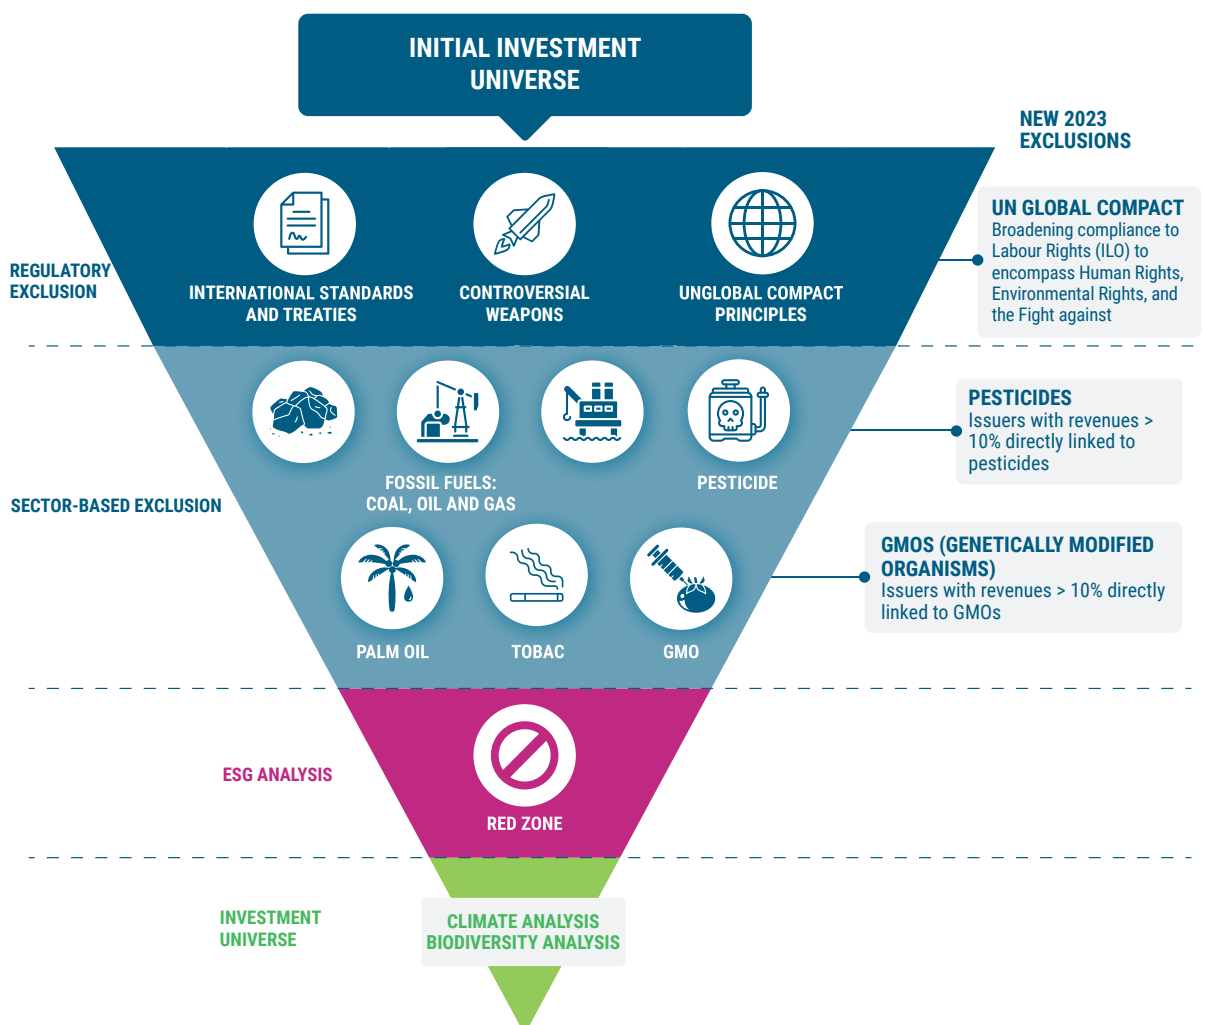 INITIAL INVESTMENT
UNIVERSE
NEW 2023
EXCLUSIONS
REGULATORY
EXCLUSION
INTERNATIONAL STANDARDS
AND TREATIES
CONTROVERSIAL
WEAPONS
UNGLOBAL COMPACT
PRINCIPLES
UN GLOBAL COMPACT
Broadening compliance to
Labour Rights (ILO) to
encompass Human Rights,
Environmental Rights, and
the Fight against
SECTOR-BASED EXCLUSION
FOSSIL FUELS:
COAL, OIL AND GAS
PESTICIDE
PESTICIDES
Issuers with revenues >
10% directly linked to
pesticides
PALM OIL
TOBAC
GMO
GMOS (GENETICALLY MODIFIED
ORGANISMS)
Issuers with revenues > 10% directly
linked to GMOs
ESG ANALYSIS
RED ZONE
INVESTMENT
UNIVERSE
CLIMATE ANALYSIS
BIODIVERSITY ANALYSIS